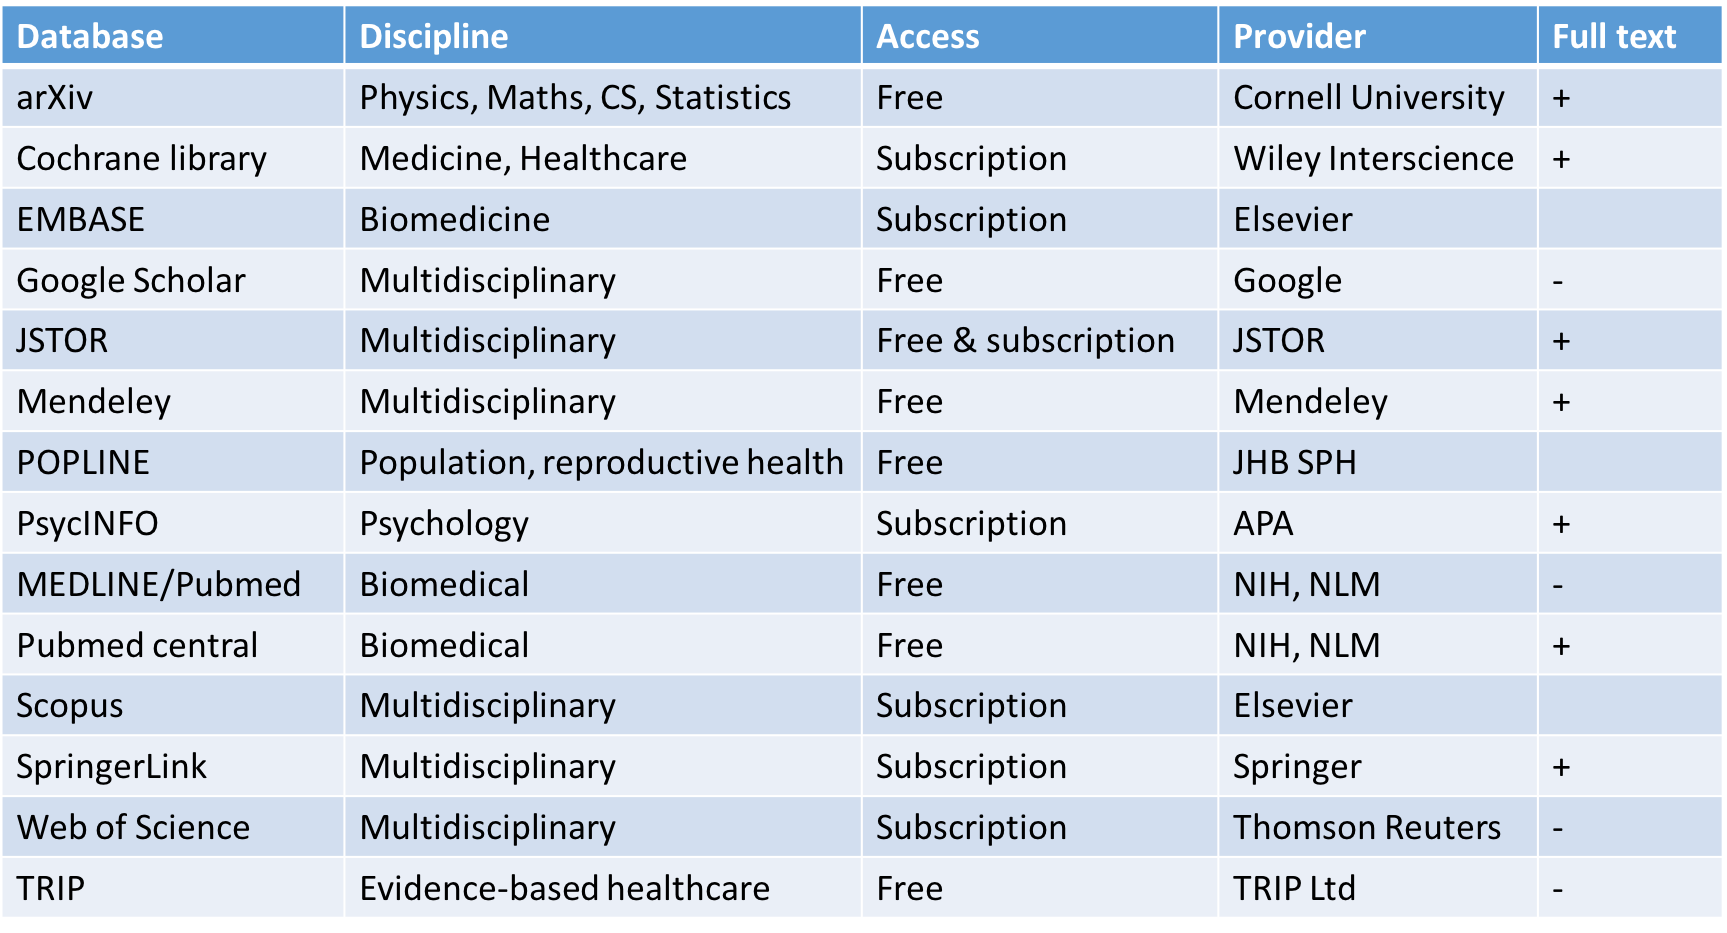 Database Discipline Access Provider Full text
arXiv Physics, Maths, CS, Statistics Free Cornell University +
Cochrane library Medicine, Healthcare Subscription Wiley Interscience +
EMBASE Biomedicine Subscription Elsevier
Google Scholar Multidisciplinary Free Google -
JSTOR Multidisciplinary Free & subscription JSTOR +
Mendeley Multidisciplinary Free Mendeley +
POPLINE Population, reproductive health Free JHB SPH
PsycINFO Psychology Subscription APA +
MEDLINE/Pubmed Biomedical Free NIH, NLM -
Pubmed central Biomedical Free NIH, NLM +
Scopus Multidisciplinary Subscription Elsevier
SpringerLink Multidisciplinary Subscription Springer +
Web of Science Multidisciplinary Subscription Thomson Reuters -
TRIP Evidence-based healthcare Free TRIP Ltd -